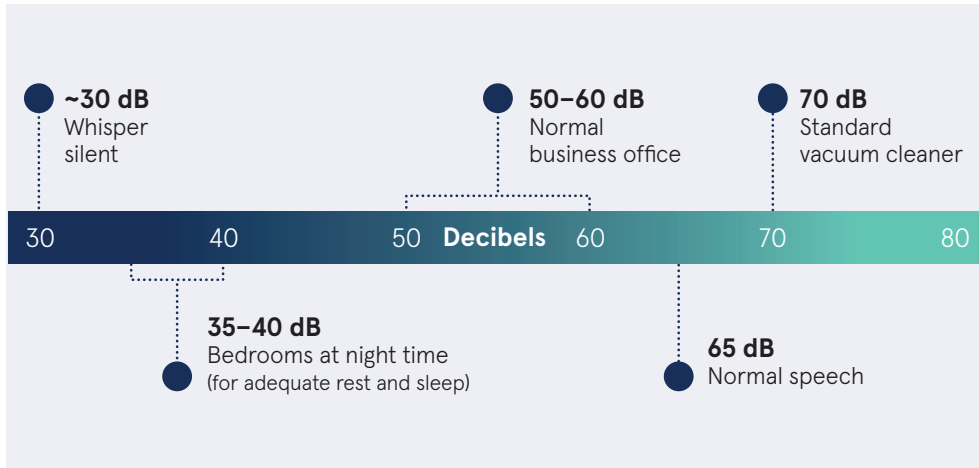 ~30 dB
Whisper
silent
50–60 dB
Normal
business office
70 dB
Standard
vacuum cleaner
30 40 50 Decibels 60 70 80
35–40 dB
Bedrooms at night time
(for adequate rest and sleep)
65 dB
Normal speech